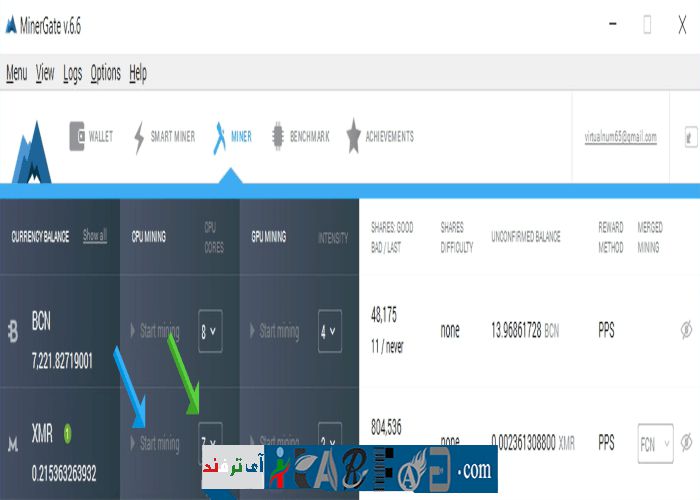 MinerGate v.6.6
Menu View Logs Options Help
WALLET SMART MINER MINER BENCHMARK ACHIEVEMENTS virtualnum65@gmail.com
CURRENCY BALANCE Show all CPU MINING CPU CORES GPU MINING INTENSITY SHARES: GOOD BAD / LAST SHARES DIFFICULTY UNCONFIRMED BALANCE REWARD METHOD MERGED MINING
BCN Start mining 8 Start mining 4 48,175 none 13.96861728 BCN PPS
7,221.82719001 11 / never
XMR 1 Start mining 7 Start mining 804,536 none 0.002361308800 XMR PPS FCN
0.215363263932
آی ترفند
.com